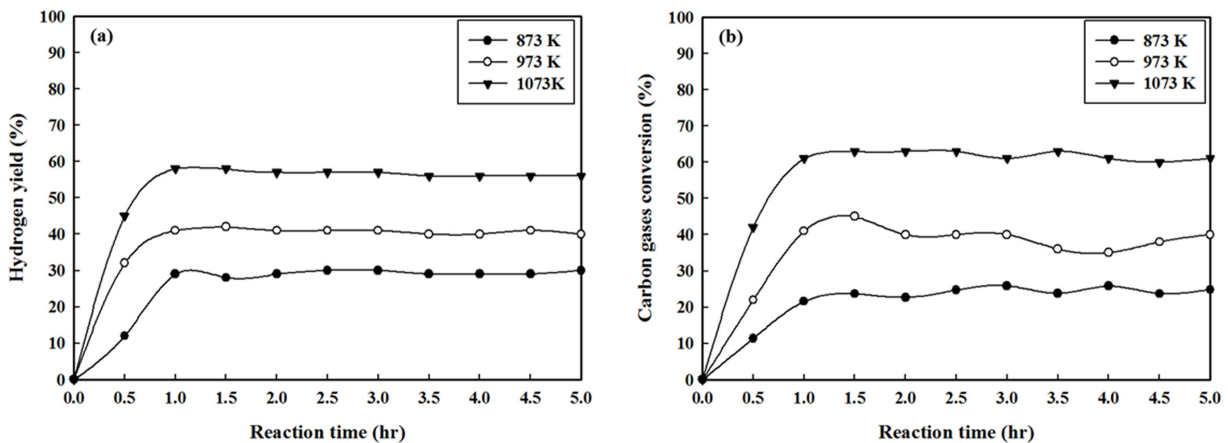 (a)
873 K
973 K
1073K
Hydrogen yield (%)
100
90
80
70
60
50
40
30
20
10
0
0.0 0.5 1.0 1.5 2.0 2.5 3.0 3.5 4.0 4.5 5.0
Reaction time (hr)
(b)
873 K
973 K
1073K
Carbon gases conversion (%)
100
90
80
70
60
50
40
30
20
10
0
0.0 0.5 1.0 1.5 2.0 2.5 3.0 3.5 4.0 4.5 5.0
Reaction time (hr)